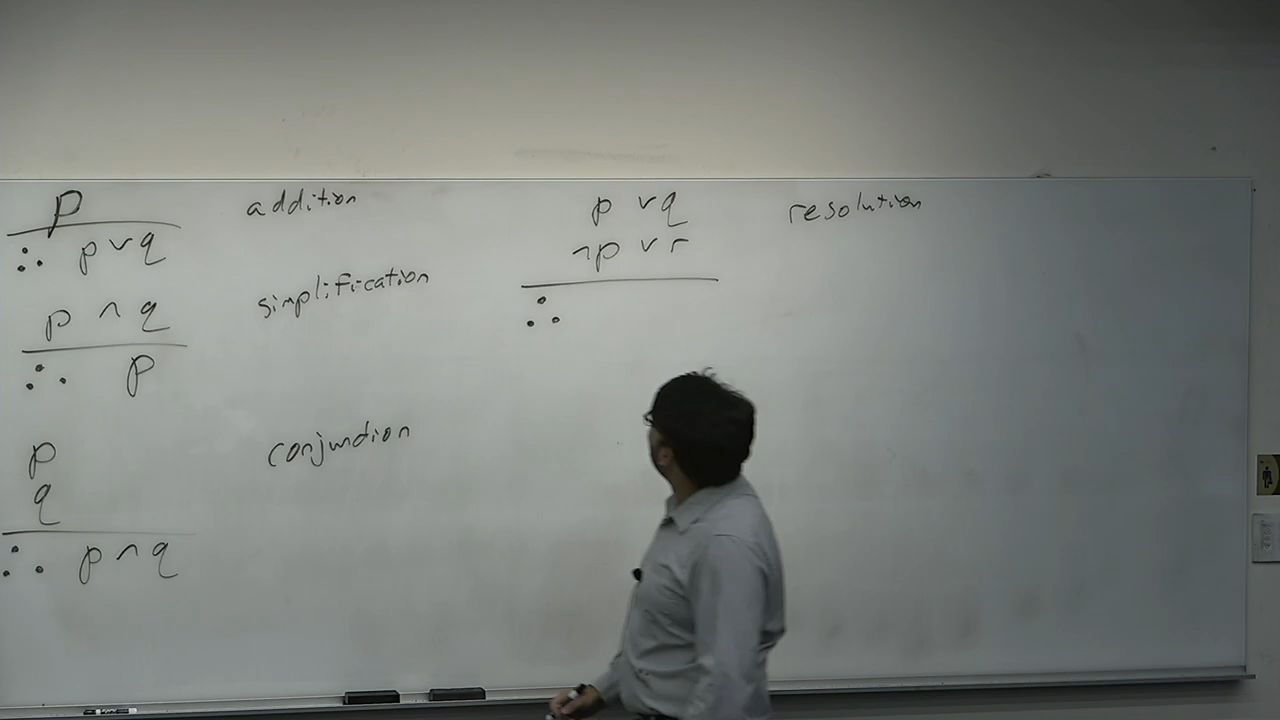 p addition
∴ p ∨ q
p ∧ q simplification
∴ p
p conjunction
q
∴ p ∧ q
p ∨ q resolution
¬p ∨ r
∴